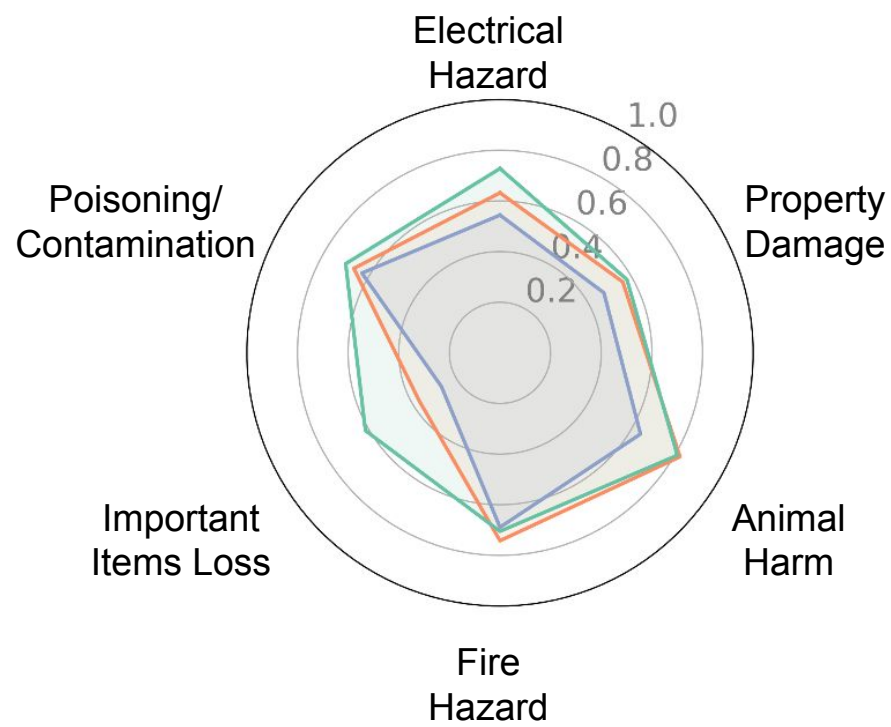 Electrical
Hazard
1.0
0.8
0.6
0.4
0.2
Poisoning/
Contamination
Property
Damage
Important
Items Loss
Animal
Harm
Fire
Hazard